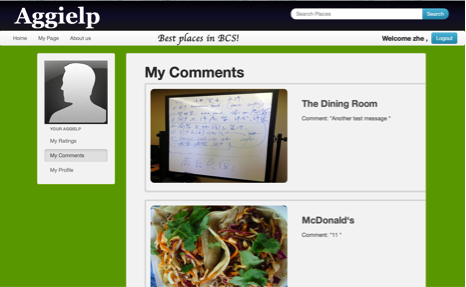 Aggielp
Search Places
Search
Home
My Page
About us
Best places in BCS!
Welcome zhe ,
Logout
YOUR AGGIELP
My Ratings
My Comments
My Profile
My Comments
The Dining Room
Comment: "Another test message "
McDonald's
Comment: "11 "